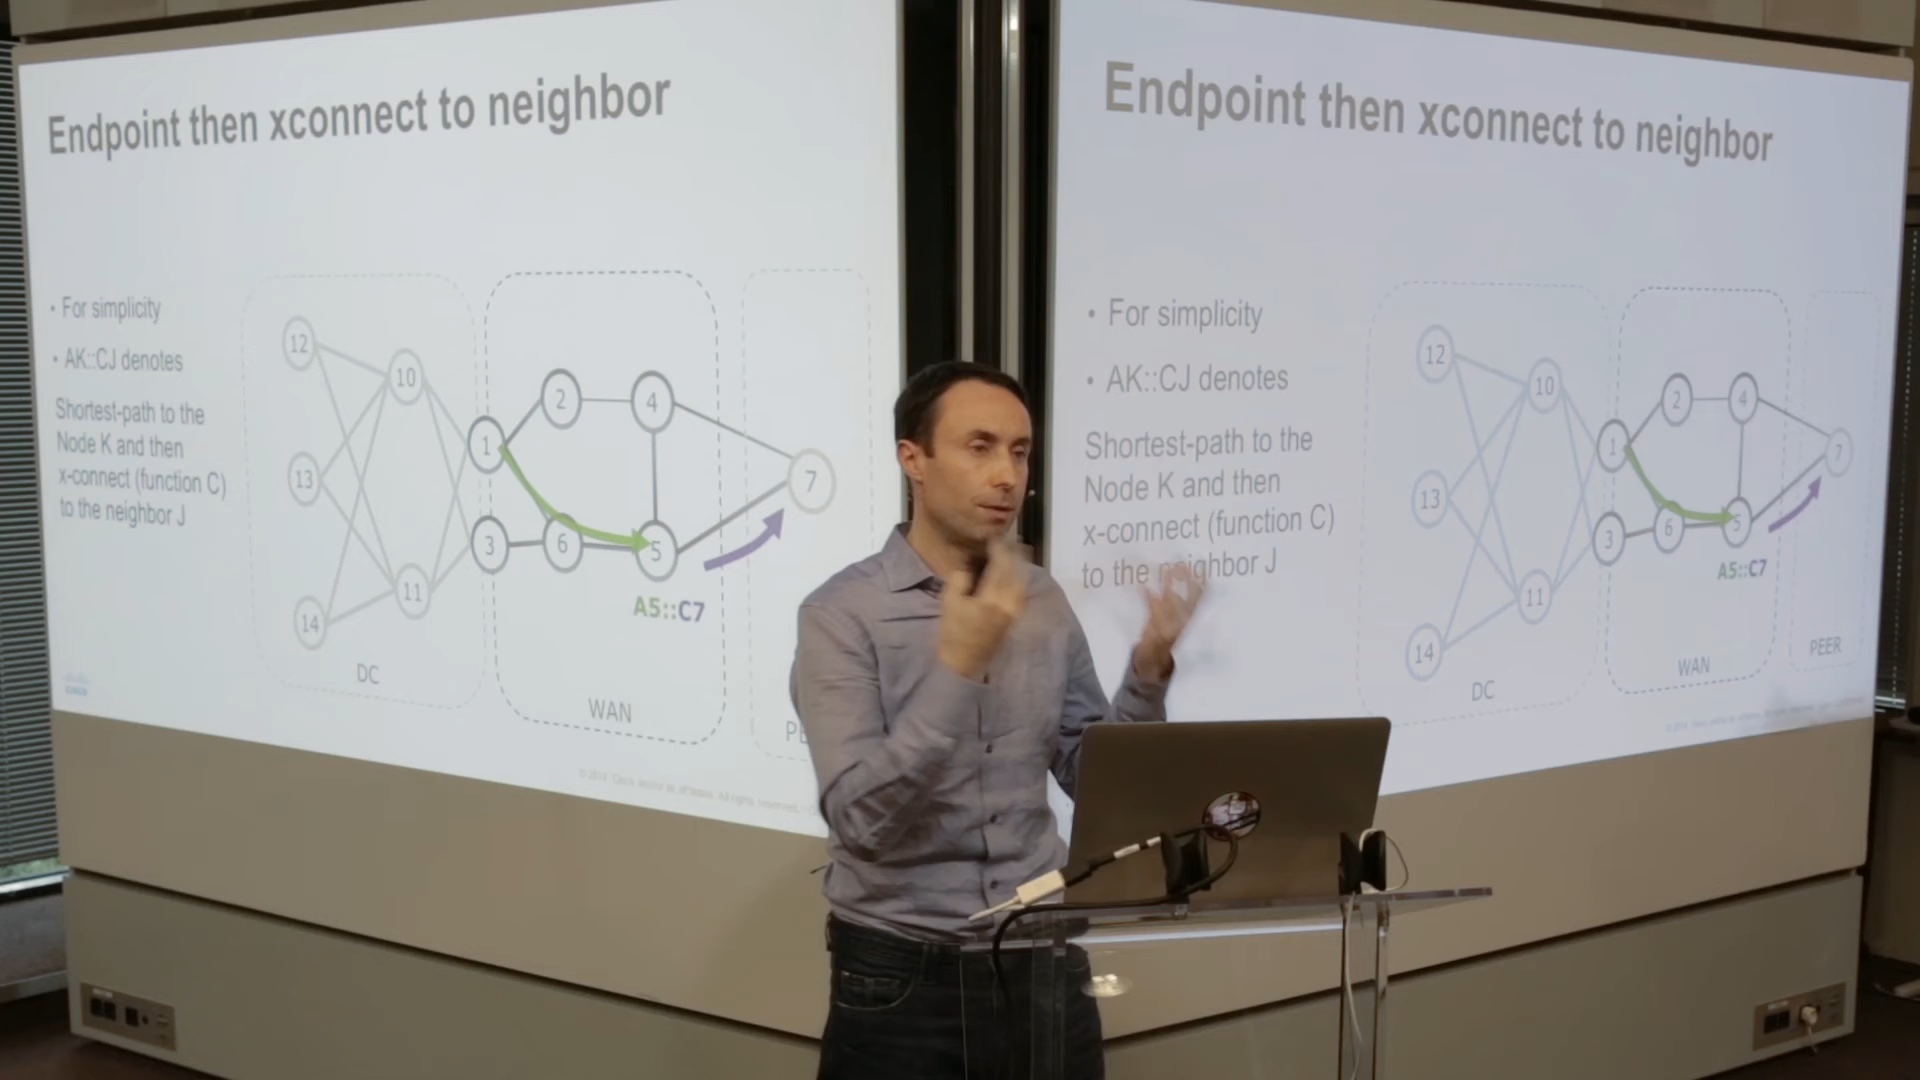 Endpoint then xconnect to neighbor
• For simplicity
• AK::CJ denotes
Shortest-path to the
Node K and then
x-connect (function C)
to the neighbor J
12
10
13
11
14
DC
1
2
4
3
6
5
A5::C7
WAN
7
Endpoint then xconnect to neighbor
• For simplicity
• AK::CJ denotes
Shortest-path to the
Node K and then
x-connect (function C)
to the neighbor J
12
10
13
11
14
DC
1
2
4
3
6
5
A5::C7
WAN
7
PEER